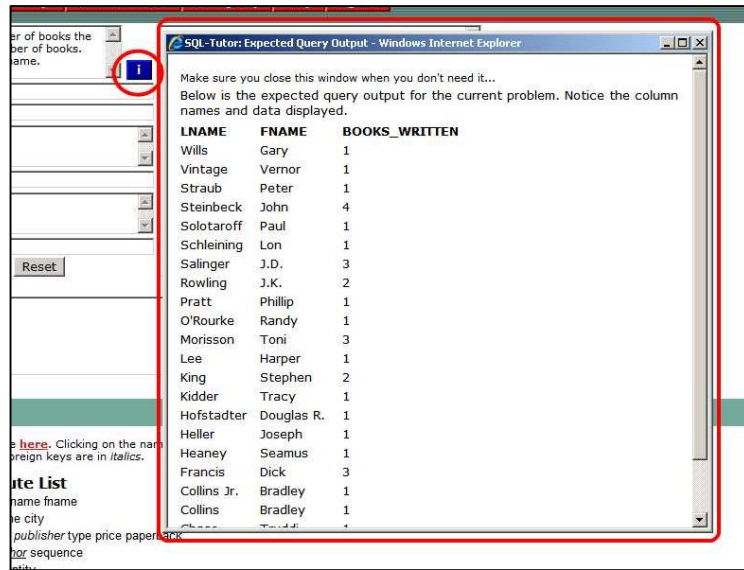 er of books the
ber of books.
name.
i
SQL-Tutor: Expected Query Output - Windows Internet Explorer
Make sure you close this window when you don't need it...
Below is the expected query output for the current problem. Notice the column
names and data displayed.
LNAME FNAME BOOKS_WRITTEN
Wills Gary 1
Vintage Vernor 1
Straub Peter 1
Steinbeck John 4
Solotaroff Paul 1
Schleining Lon 1
Salinger J.D. 3
Rowling J.K. 2
Pratt Phillip 1
O'Rourke Randy 1
Morisson Toni 3
Lee Harper 1
King Stephen 2
Kidder Tracy 1
Hofstadter Douglas R. 1
Heller Joseph 1
Heaney Seamus 1
Francis Dick 3
Collins Jr. Bradley 1
Collins Bradley 1
Reset
e here. Clicking on the nam
oreign keys are in italics.
ute List
name fname
e city
publisher type price paperback
hor sequence